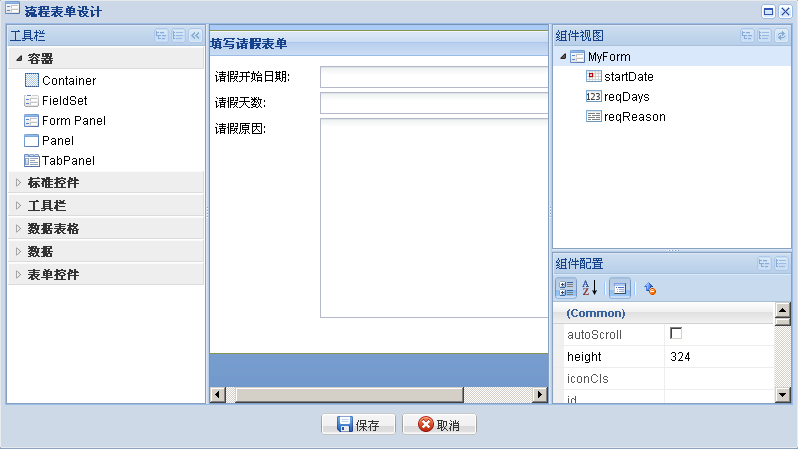 流程表单设计
工具栏
容器
Container
FieldSet
Form Panel
Panel
TabPanel
标准控件
工具栏
数据表格
数据
表单控件
填写请假表单
请假开始日期:
请假天数:
请假原因:
组件视图
MyForm
startDate
123 reqDays
reqReason
组件配置
A
Z
(Common)
autoScroll
height 324
iconCls
id
保存 取消